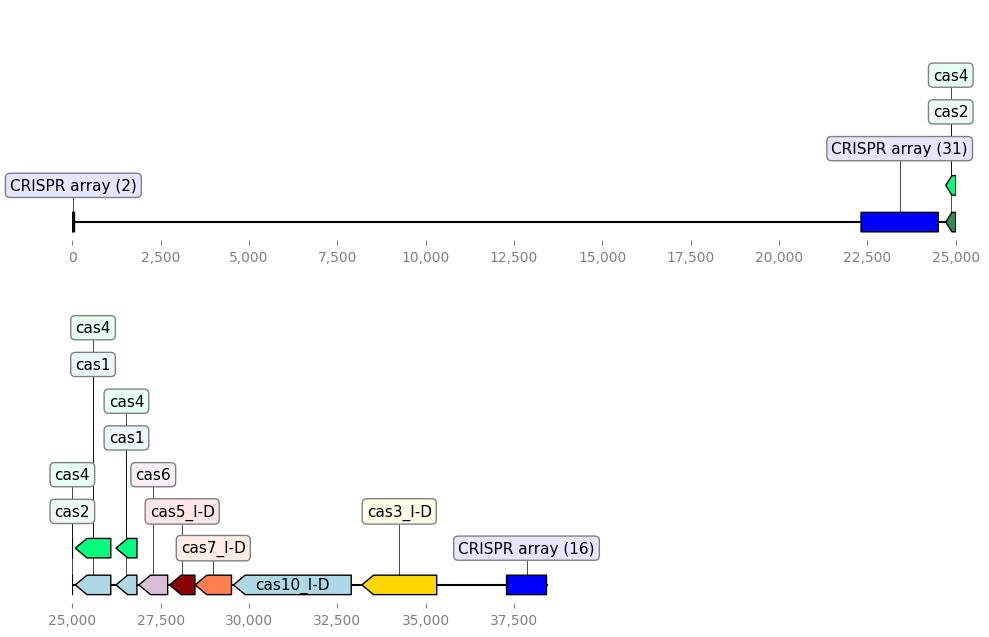 cas4
cas2
CRISPR array (31)
CRISPR array (2)
0 2,500 5,000 7,500 10,000 12,500 15,000 17,500 20,000 22,500 25,000
cas4
cas1
cas4
cas1
cas4 cas6
cas2 cas5_I-D cas3_I-D
cas7_I-D CRISPR array (16)
cas10_I-D
25,000 27,500 30,000 32,500 35,000 37,500